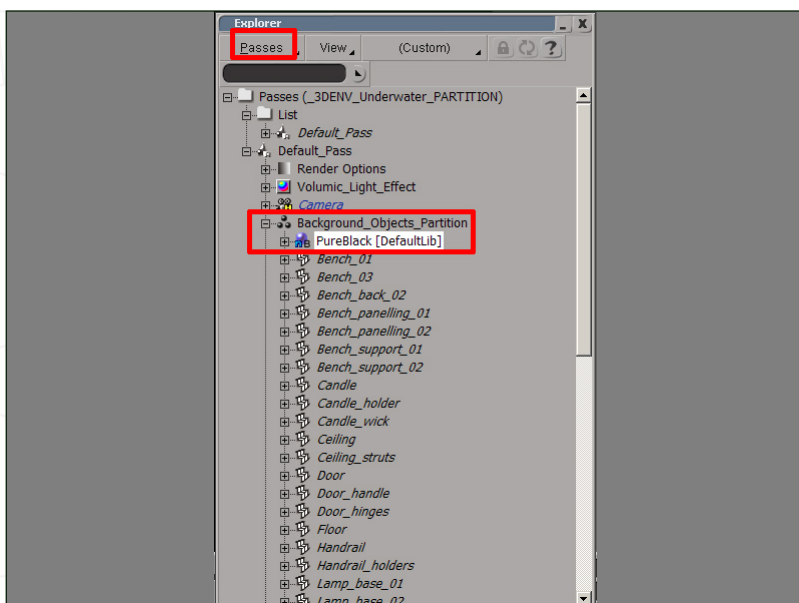 Explorer _ X
Passes View (Custom) ?
Passes (_3DENV_Underwater_PARTITION)
List
Default_Pass
Default_Pass
Render Options
Volumic_Light_Effect
Camera
Background_Objects_Partition
PureBlack [DefaultLib]
Bench_01
Bench_03
Bench_back_02
Bench_panelling_01
Bench_panelling_02
Bench_support_01
Bench_support_02
Candle
Candle_holder
Candle_wick
Ceiling
Ceiling_struts
Door
Door_handle
Door_hinges
Floor
Handrail
Handrail_holders
Lamp_base_01
Lamp_base_02